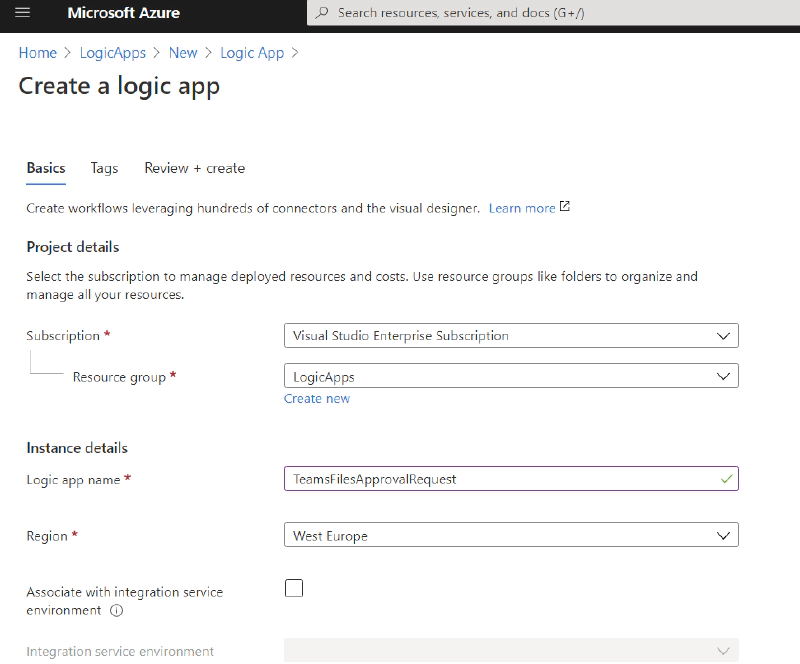 Microsoft Azure
Search resources, services, and docs (G+/)
Home > LogicApps > New > Logic App >
Create a logic app
Basics Tags Review + create
Create workflows leveraging hundreds of connectors and the visual designer. Learn more
Project details
Select the subscription to manage deployed resources and costs. Use resource groups like folders to organize and
manage all your resources.
Subscription * Visual Studio Enterprise Subscription
Resource group * LogicApps
Create new
Instance details
Logic app name * TeamsFilesApprovalRequest
Region * West Europe
Associate with integration service
environment
Integration service environment